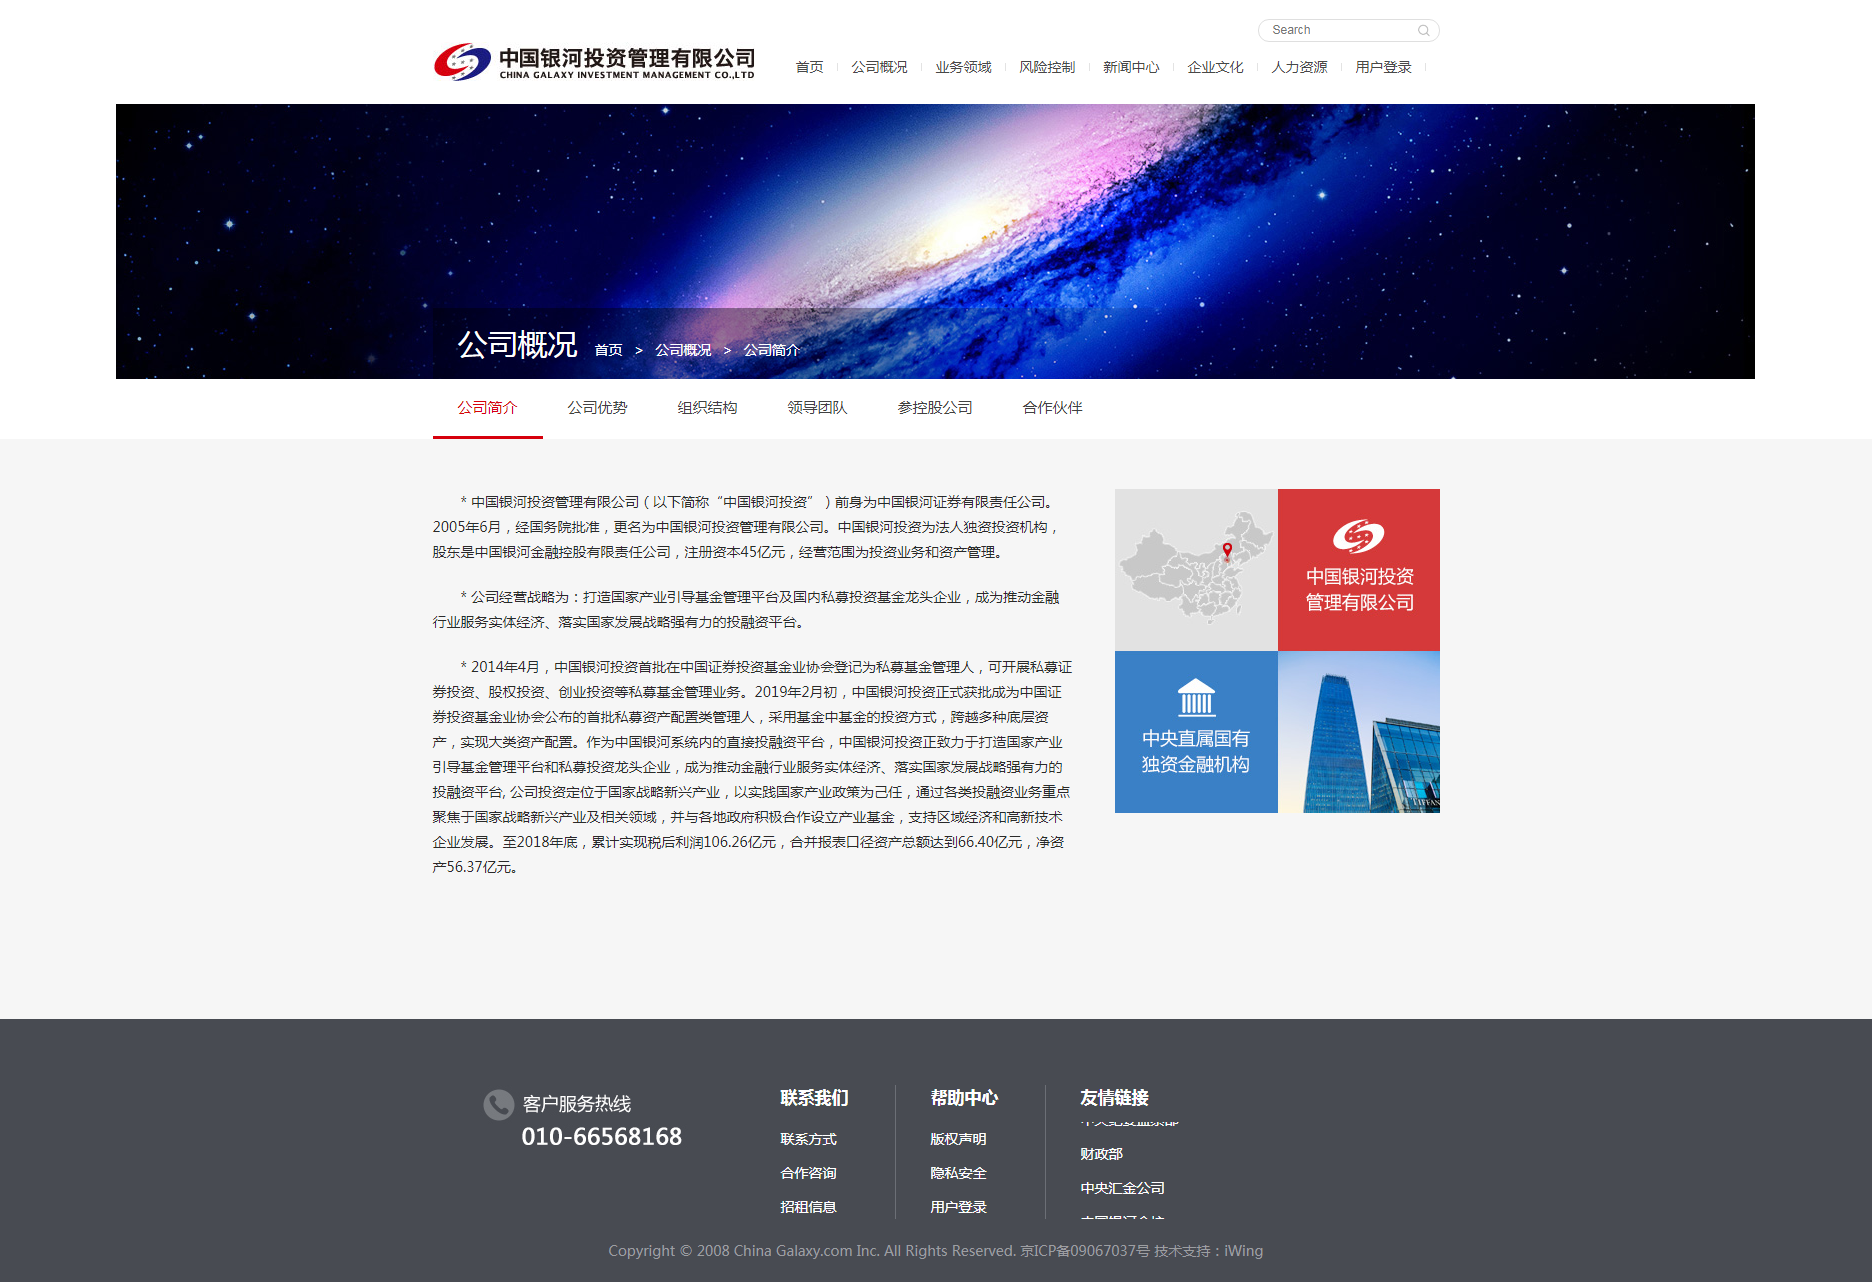 Search
中国银河投资管理有限公司
CHINA GALAXY INVESTMENT MANAGEMENT CO.,LTD
首页 公司概况 业务领域 风险控制 新闻中心 企业文化 人力资源 用户登录
公司概况 首页 > 公司概况 > 公司简介
公司简介 公司优势 组织结构 领导团队 参控股公司 合作伙伴
* 中国银河投资管理有限公司（以下简称“中国银河投资”）前身为中国银河证券有限责任公司。
2005年6月，经国务院批准，更名为中国银河投资管理有限公司。中国银河投资为法人独资投资机构，
股东是中国银河金融控股有限责任公司，注册资本45亿元，经营范围为投资业务和资产管理。
* 公司经营战略为：打造国家产业引导基金管理平台及国内私募投资基金龙头企业，成为推动金融
行业服务实体经济、落实国家发展战略强有力的投融资平台。
* 2014年4月，中国银河投资首批在中国证券投资基金业协会登记为私募基金管理人，可开展私募证
券投资、股权投资、创业投资等私募基金管理业务。2019年2月初，中国银河投资正式获批成为中国证
券投资基金业协会公布的首批私募资产配置类管理人，采用基金中基金的投资方式，跨越多种底层资
产，实现大类资产配置。作为中国银河系统内的直接投融资平台，中国银河投资正致力于打造国家产业
引导基金管理平台和私募投资龙头企业，成为推动金融行业服务实体经济、落实国家发展战略强有力的
投融资平台, 公司投资定位于国家战略新兴产业，以实践国家产业政策为己任，通过各类投融资业务重点
聚焦于国家战略新兴产业及相关领域，并与各地政府积极合作设立产业基金，支持区域经济和高新技术
企业发展。至2018年底，累计实现税后利润106.26亿元，合并报表口径资产总额达到66.40亿元，净资
产56.37亿元。
中国银河投资
管理有限公司
中央直属国有
独资金融机构
客户服务热线
010-66568168
联系我们
联系方式
合作咨询
招租信息
帮助中心
版权声明
隐私安全
用户登录
友情链接
财政部
中央汇金公司
Copyright © 2008 China Galaxy.com Inc. All Rights Reserved. 京ICP备09067037号 技术支持：iWing